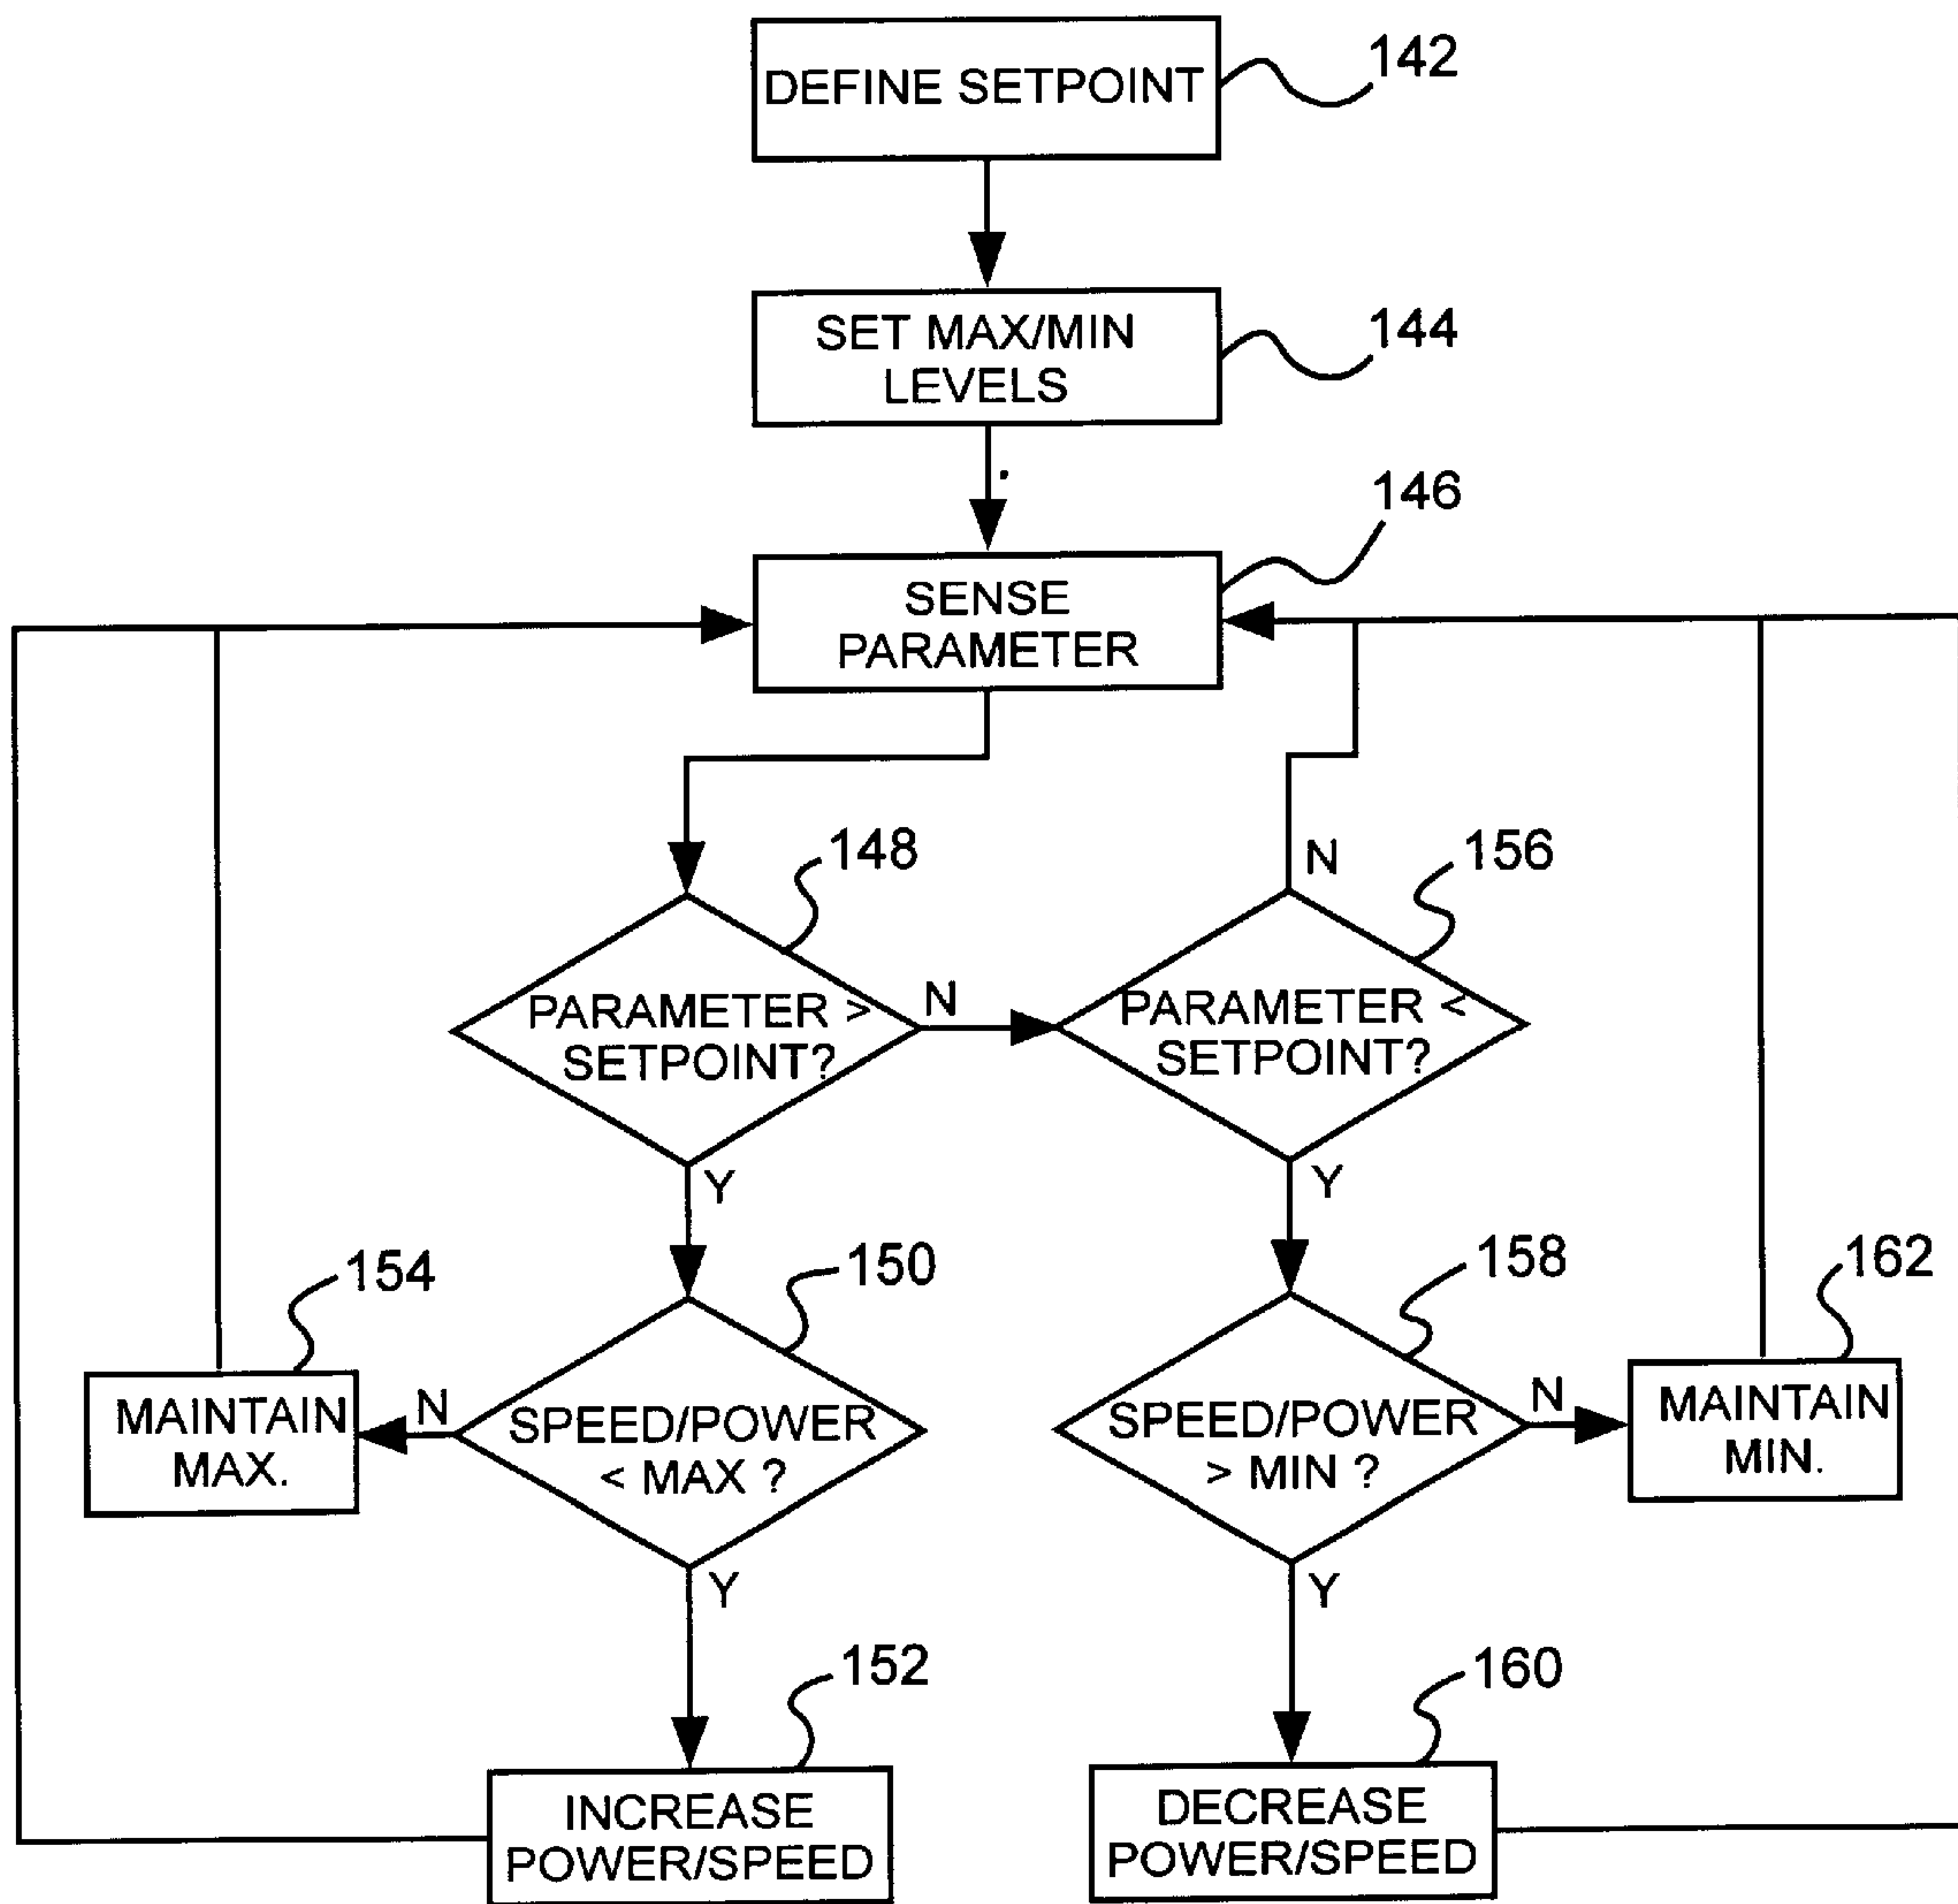 DEFINE SETPOINT
142
SET MAX/MIN
LEVELS
144
146
SENSE
PARAMETER
148
156
N
PARAMETER >
SETPOINT?
N
PARAMETER <
SETPOINT?
Y
Y
154
150
158
162
MAINTAIN
MAX.
N
SPEED/POWER
< MAX ?
SPEED/POWER
> MIN ?
N
MAINTAIN
MIN.
Y
Y
152
160
INCREASE
POWER/SPEED
DECREASE
POWER/SPEED